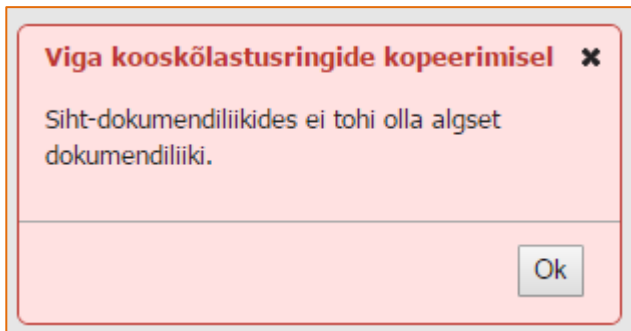 Viga kooskõlastusringide kopeerimisel ✖
Siht-dokumendiliikides ei tohi olla algset
dokumendiliiki.
Ok